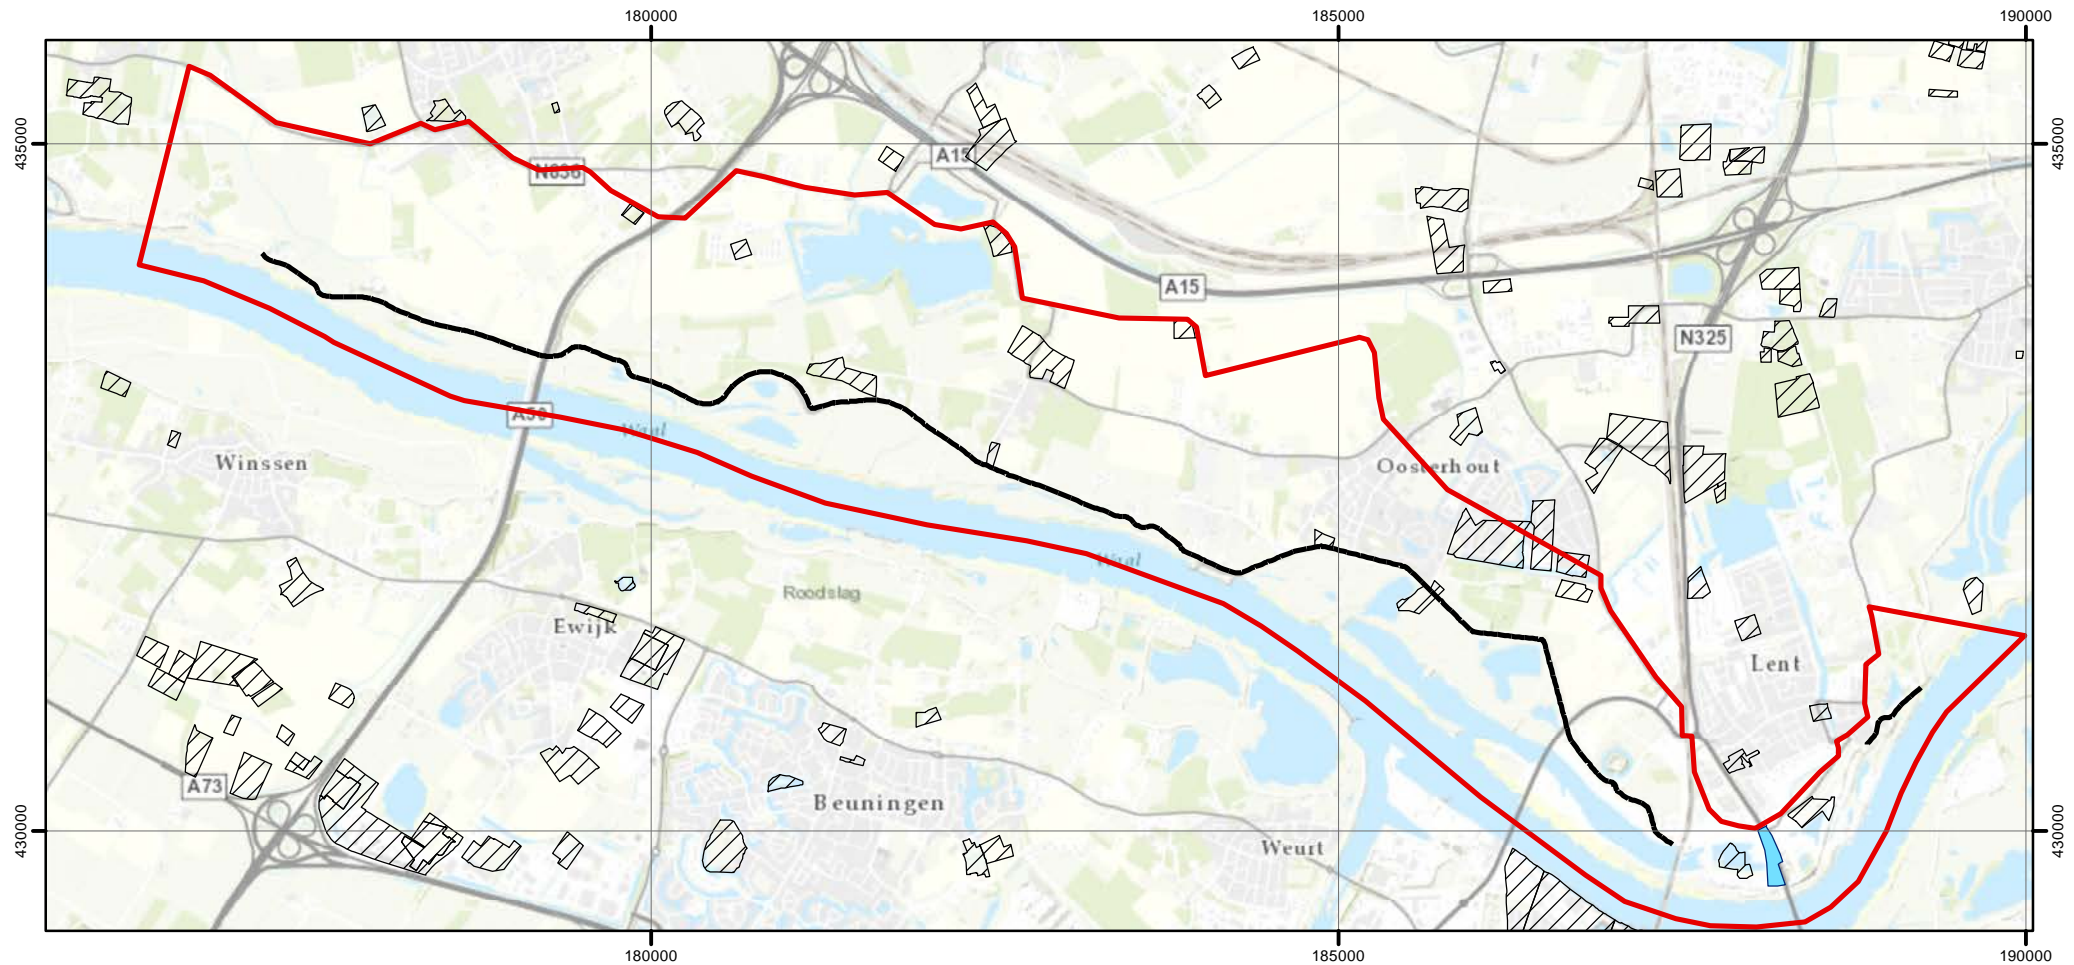 180000
185000
190000
435000
435000
A15
N836
A15
N325
A50
Waal
Winssen
Oosterhout
Waal
Roodslag
Ewijk
Lent
A73
Beuningen
430000
430000
Weurt
180000
185000
190000